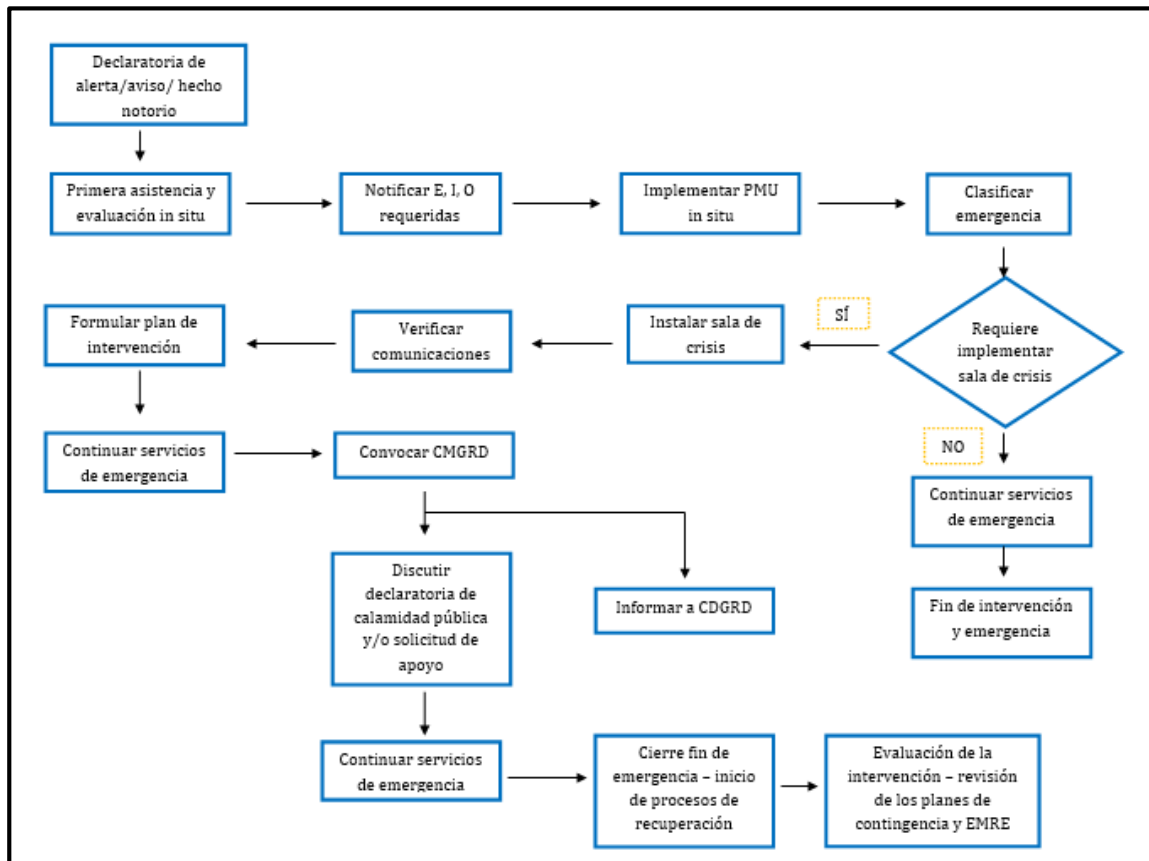 Declaratoria de
alerta/aviso/ hecho
notorio
Primera asistencia y
evaluación in situ
Notificar E, I, O
requeridas
Implementar PMU
in situ
Clasificar
emergencia
Requiere
implementar
sala de crisis
SÍ
Instalar sala de
crisis
Verificar
comunicaciones
Formular plan de
intervención
Continuar servicios
de emergencia
Convocar CMGRD
NO
Continuar servicios
de emergencia
Fin de intervención
y emergencia
Discutir
declaratoria de
calamidad pública
y/o solicitud de
apoyo
Informar a CDGRD
Continuar servicios
de emergencia
Cierre fin de
emergencia – inicio
de procesos de
recuperación
Evaluación de la
intervención – revisión
de los planes de
contingencia y EMRE